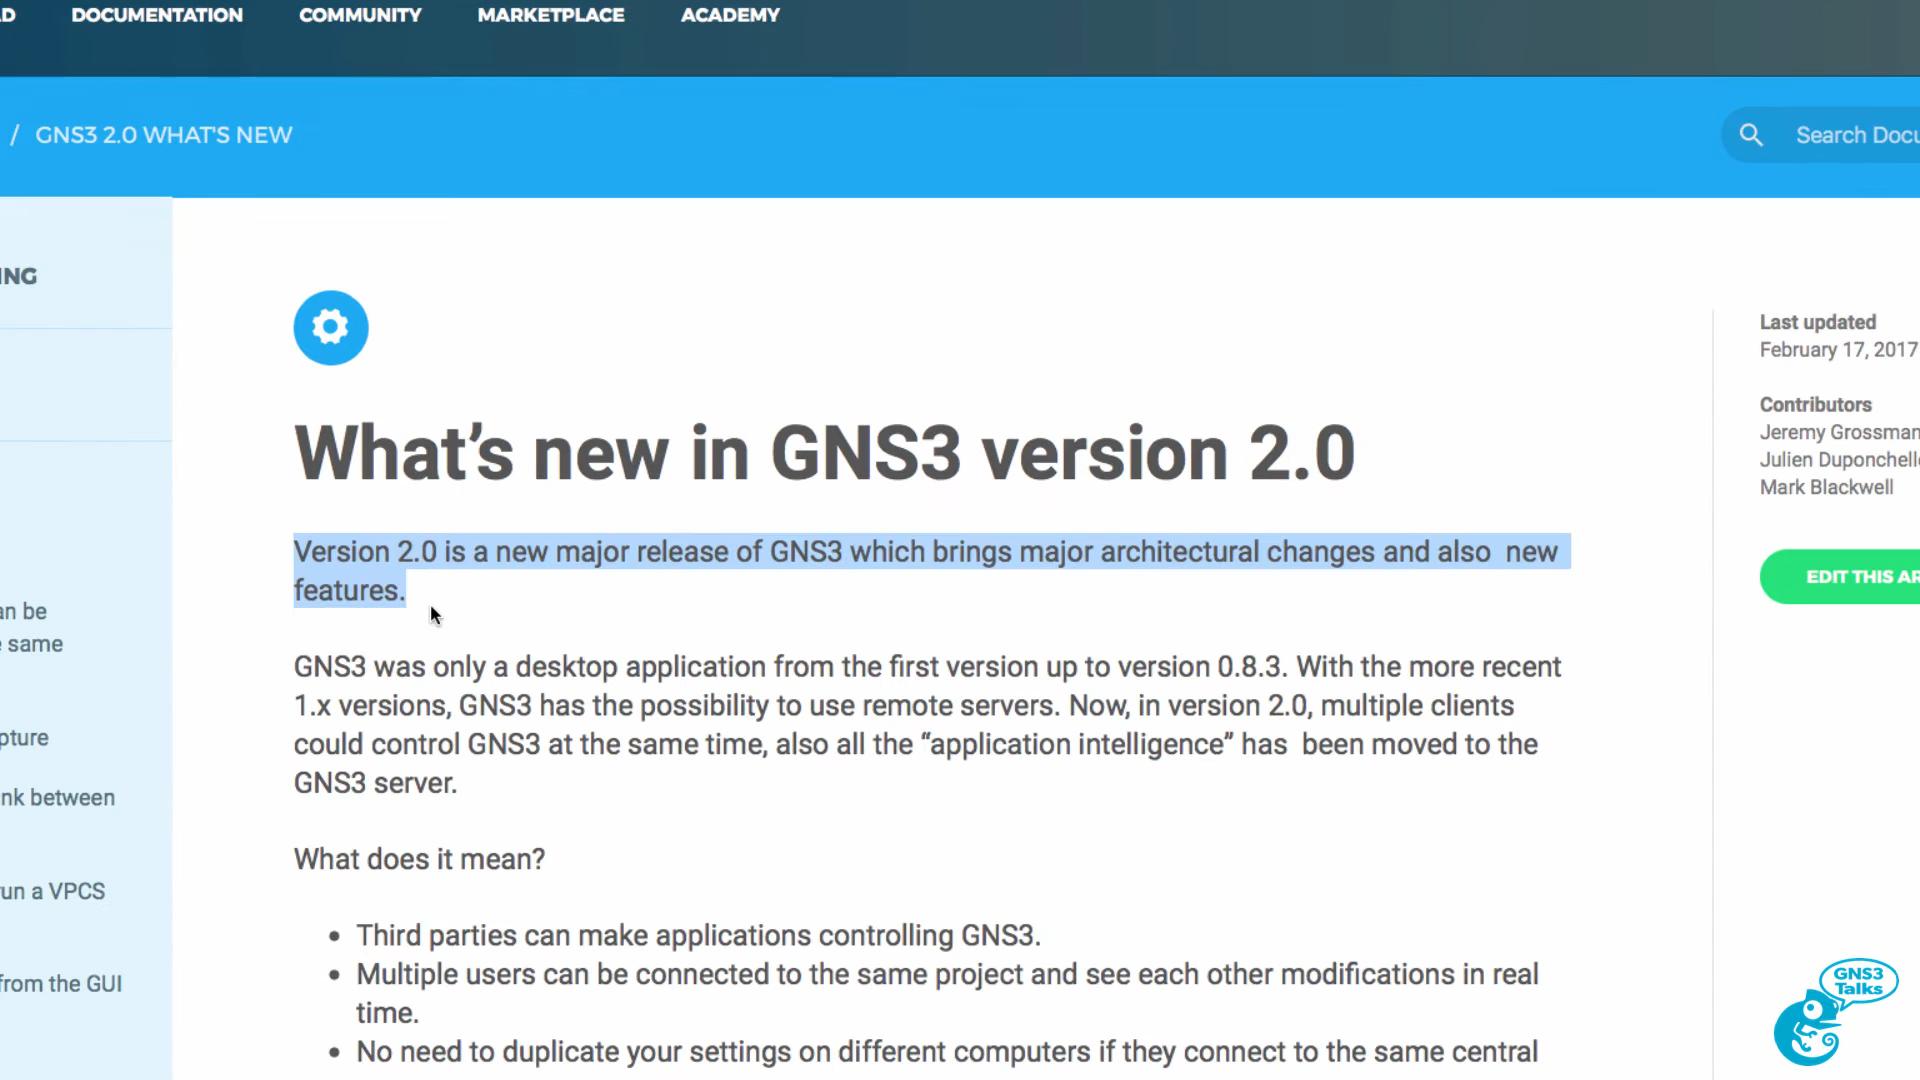 DOCUMENTATION COMMUNITY MARKETPLACE ACADEMY
/ GNS3 2.0 WHAT'S NEW
Search Docu
ING
Last updated
February 17, 2017
Contributors
Jeremy Grossman
Julien Duponchelle
Mark Blackwell
What’s new in GNS3 version 2.0
Version 2.0 is a new major release of GNS3 which brings major architectural changes and also new
features.
EDIT THIS AR
an be
same
GNS3 was only a desktop application from the first version up to version 0.8.3. With the more recent
1.x versions, GNS3 has the possibility to use remote servers. Now, in version 2.0, multiple clients
could control GNS3 at the same time, also all the “application intelligence” has been moved to the
GNS3 server.
pture
nk between
What does it mean?
run a VPCS
from the GUI
• Third parties can make applications controlling GNS3.
• Multiple users can be connected to the same project and see each other modifications in real
time.
• No need to duplicate your settings on different computers if they connect to the same central
GNS3
Talks